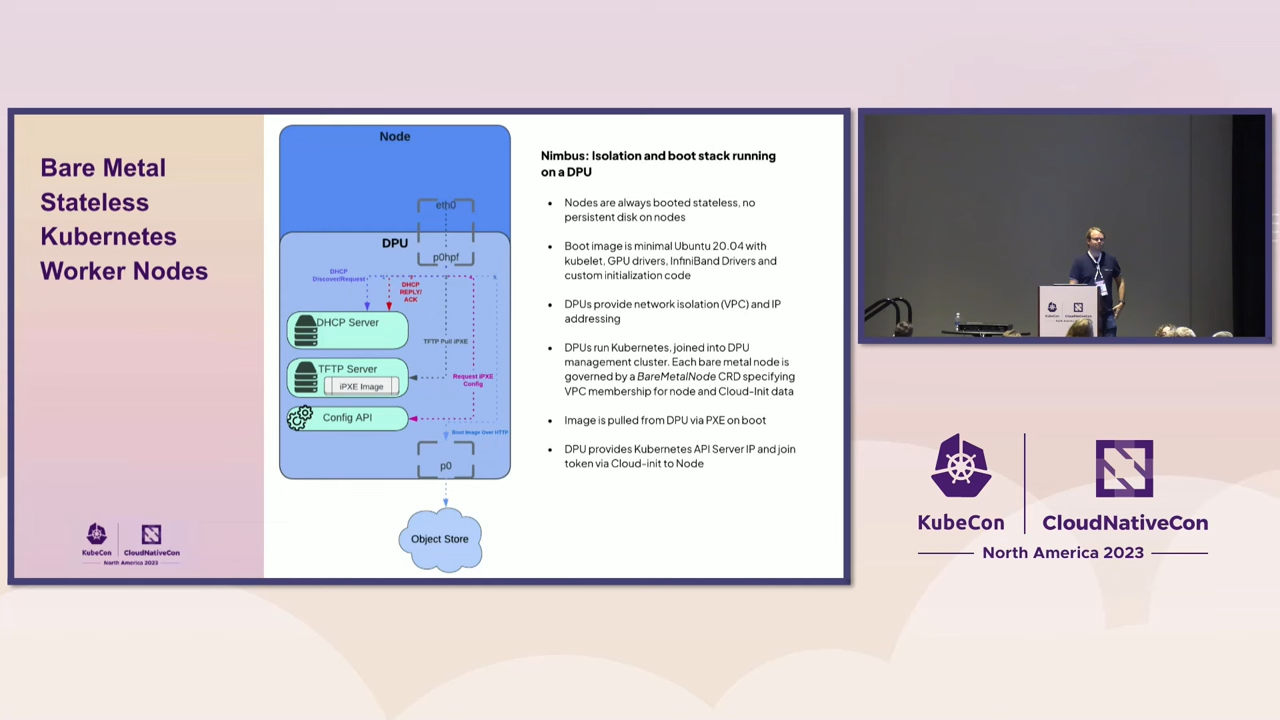 Bare Metal
Stateless
Kubernetes
Worker Nodes
KubeCon
CloudNativeCon
North America 2023
Node
eth0
DPU
p0hpf
DHCP
Discover/Request
DHCP
REPLY/
ACK
DHCP Server
TFTP Pull iPXE
TFTP Server
iPXE Image
Request iPXE
Config
Config API
Boot Image Over HTTP
p0
Object Store
Nimbus: Isolation and boot stack running
on a DPU
• Nodes are always booted stateless, no
persistent disk on nodes
• Boot image is minimal Ubuntu 20.04 with
kubelet, GPU drivers, InfiniBand Drivers and
custom initialization code
• DPUs provide network isolation (VPC) and IP
addressing
• DPUs run Kubernetes, joined into DPU
management cluster. Each bare metal node is
governed by a BareMetalNode CRD specifying
VPC membership for node and Cloud-Init data
• Image is pulled from DPU via PXE on boot
• DPU provides Kubernetes API Server IP and join
token via Cloud-init to Node
KubeCon
CloudNativeCon
North America 2023